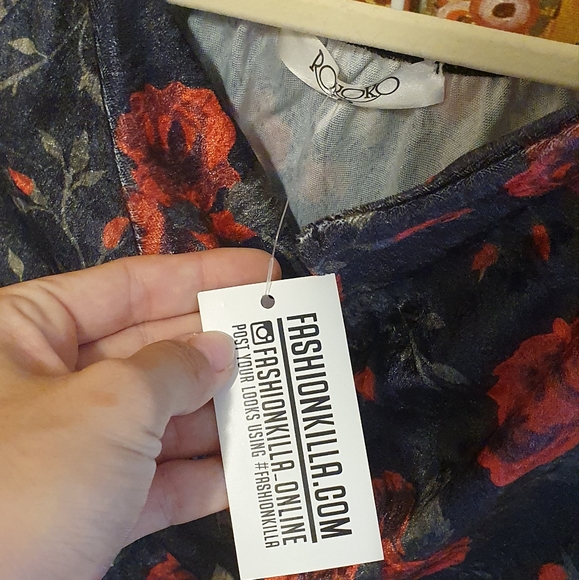 ROKOKO
FASHIONKILLA.COM
FASHIONKILLA_ONLINE
POST YOUR LOOKS USING #FASHIONKILLA